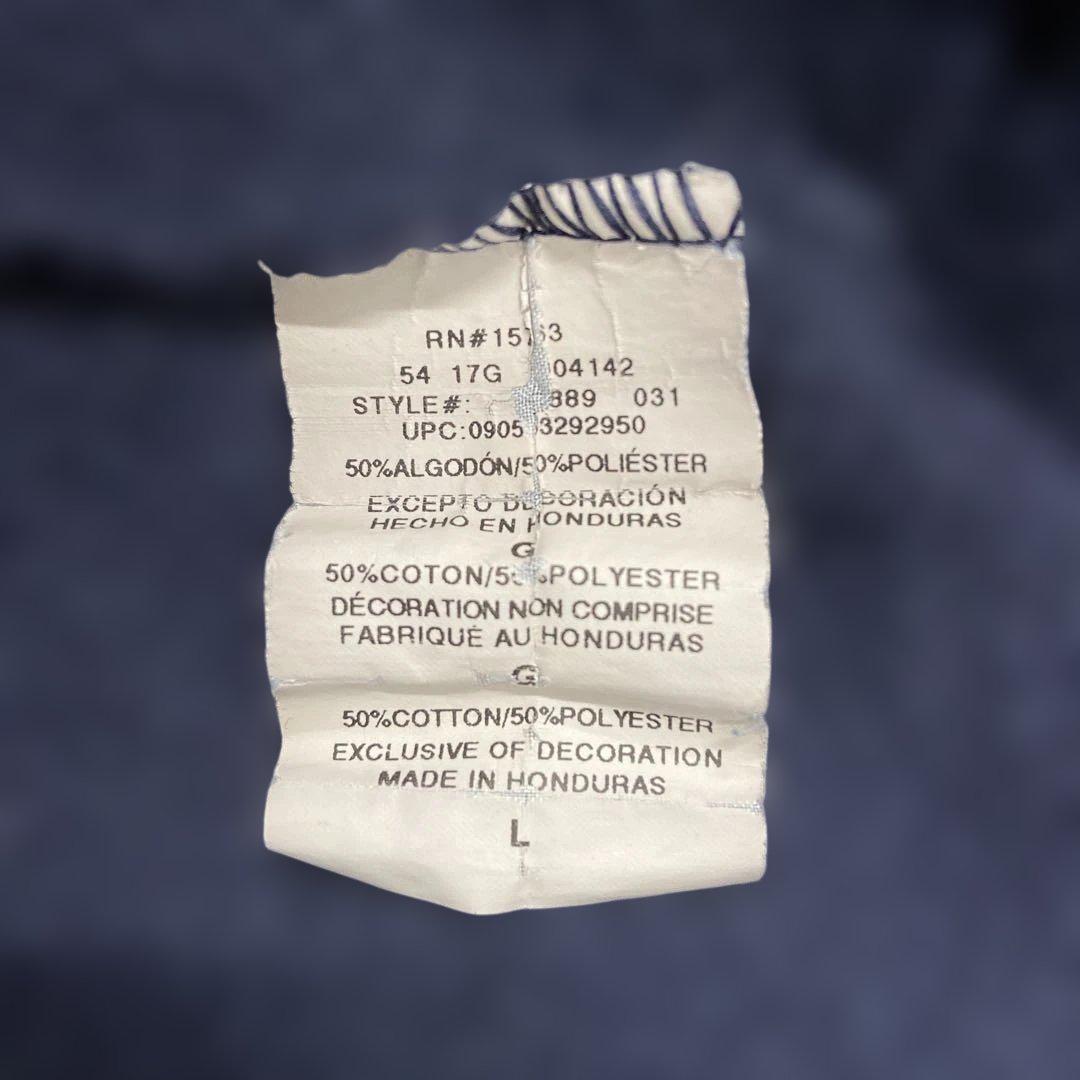 RN#15763
54 17G 04142
STYLE#: 889 031
UPC:0905 3292950
50%ALGODÓN/50%POLIÉSTER
EXCEPTO DECORACIÓN
HECHO EN HONDURAS
G
50%COTON/50%POLYESTER
DÉCORATION NON COMPRISE
FABRIQUÉ AU HONDURAS
G
50%COTTON/50%POLYESTER
EXCLUSIVE OF DECORATION
MADE IN HONDURAS
L